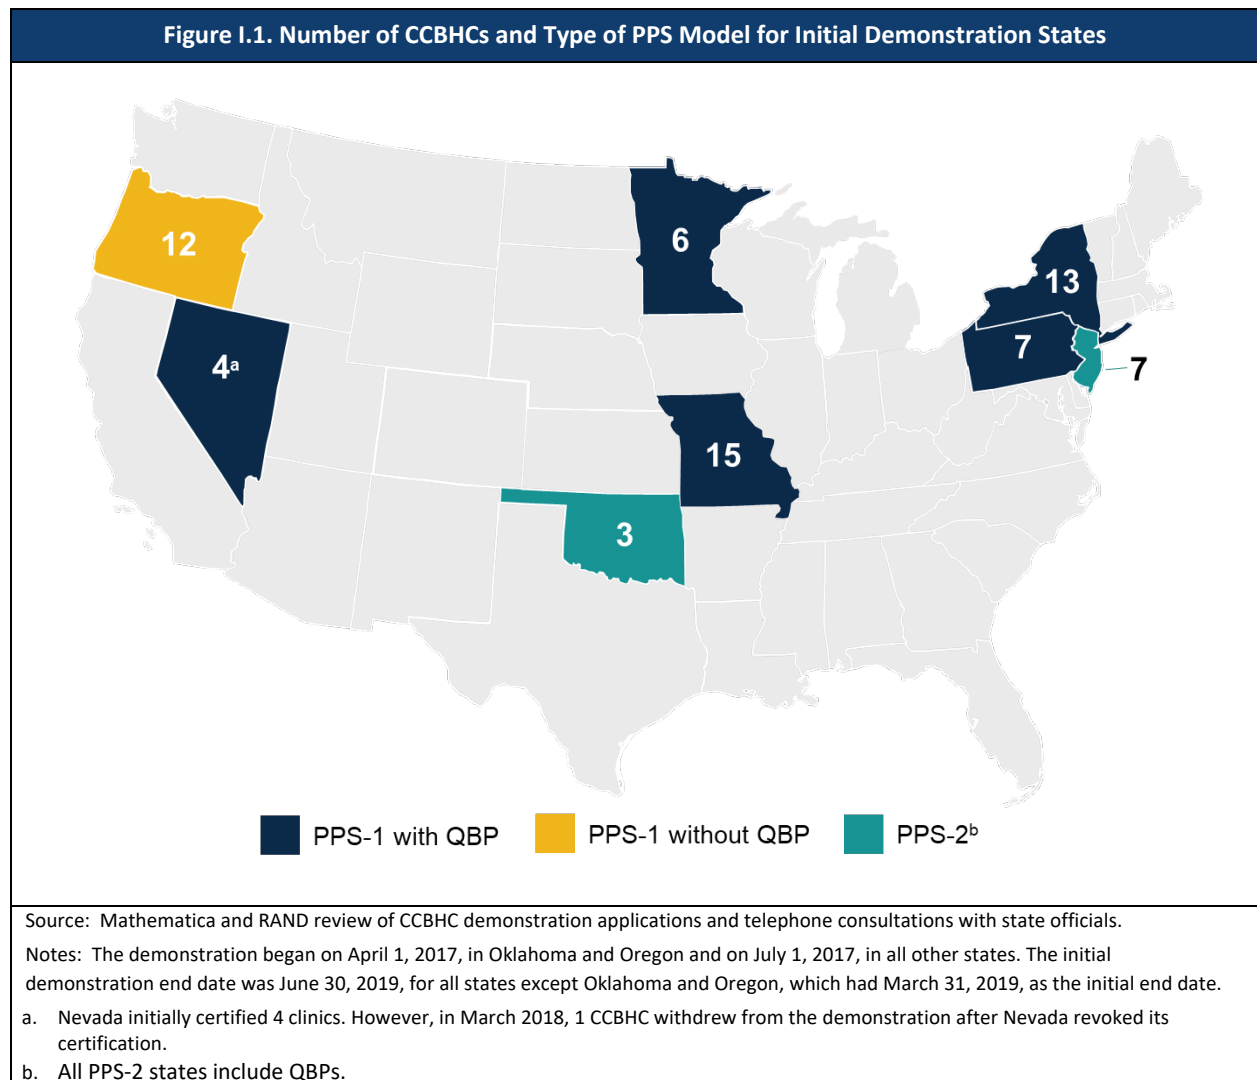 Figure I.1. Number of CCBHCs and Type of PPS Model for Initial Demonstration States
12
6
13
4a
7
7
15
3
PPS-1 with QBP
PPS-1 without QBP
PPS-2b
Source: Mathematica and RAND review of CCBHC demonstration applications and telephone consultations with state officials.
Notes: The demonstration began on April 1, 2017, in Oklahoma and Oregon and on July 1, 2017, in all other states. The initial
demonstration end date was June 30, 2019, for all states except Oklahoma and Oregon, which had March 31, 2019, as the initial end date.
a. Nevada initially certified 4 clinics. However, in March 2018, 1 CCBHC withdrew from the demonstration after Nevada revoked its
certification.
b. All PPS-2 states include QBPs.